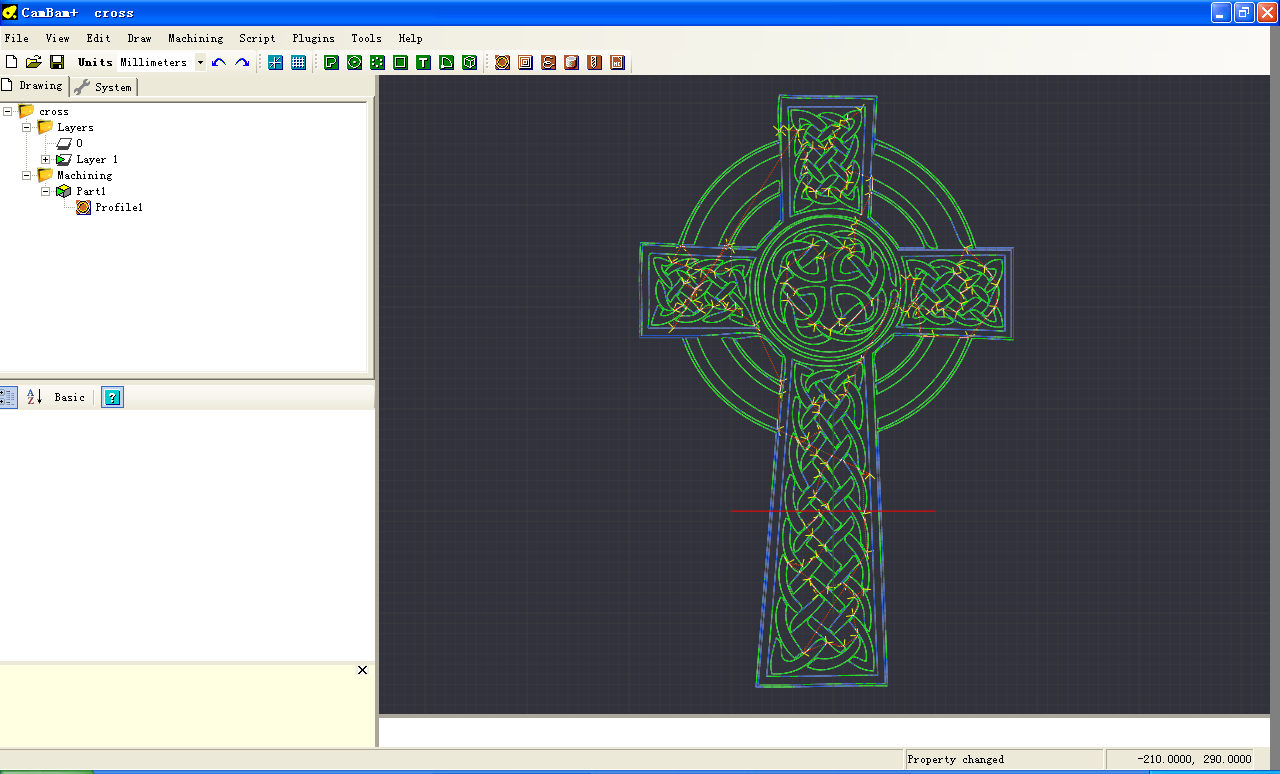 CamBam+ cross
File View Edit Draw Machining Script Plugins Tools Help
Units Millimeters
Drawing System
cross
Layers
0
Layer 1
Machining
Part1
Profile1
Basic
Property changed
-210.0000, 290.0000